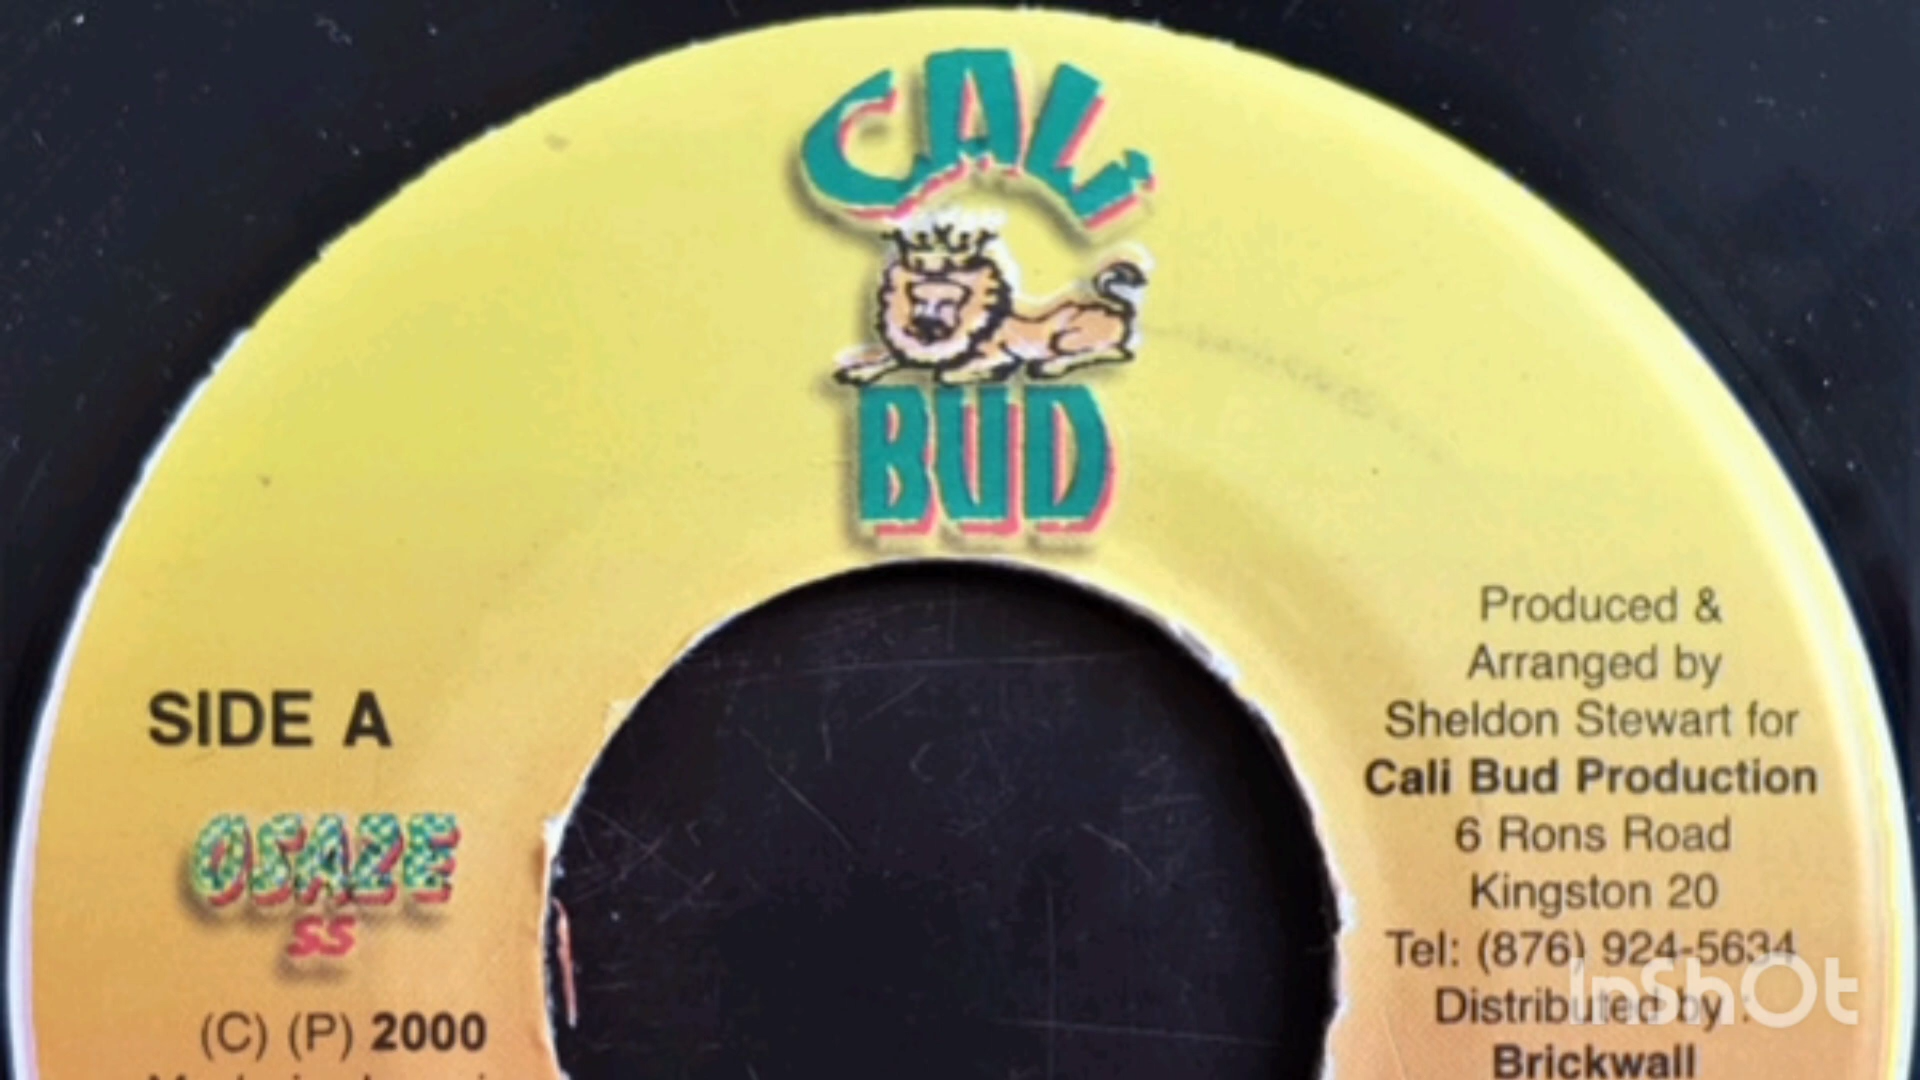 CALi
BUD
SIDE A
OSAZE
SS
(C) (P) 2000
Produced &
Arranged by
Sheldon Stewart for
Cali Bud Production
6 Rons Road
Kingston 20
Tel: (876) 924-5634
Distributed by :
Brickwall
InShOt